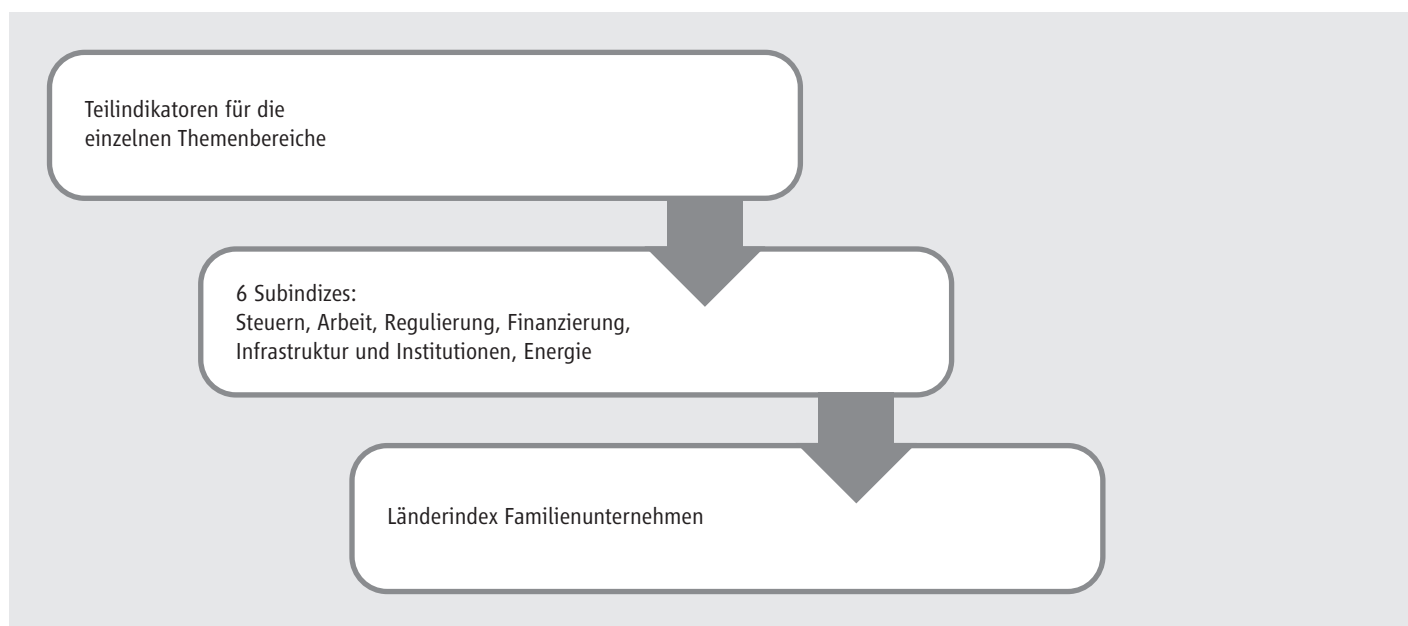 Teilindikatoren für die
einzelnen Themenbereiche
6 Subindizes:
Steuern, Arbeit, Regulierung, Finanzierung,
Infrastruktur und Institutionen, Energie
Länderindex Familienunternehmen